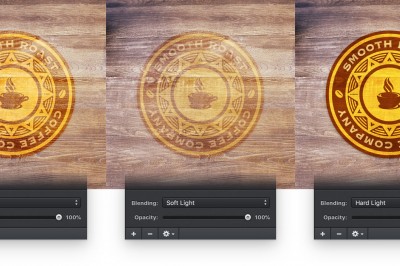 SMOOTH ROAST
COFFEE COMPANY
SMOOTH ROAST
COFFEE COMPANY
SMOOTH ROAST
COFFEE COMPANY
100%
Blending: Soft Light
Opacity: 100%
Blending: Hard Light
Opacity: